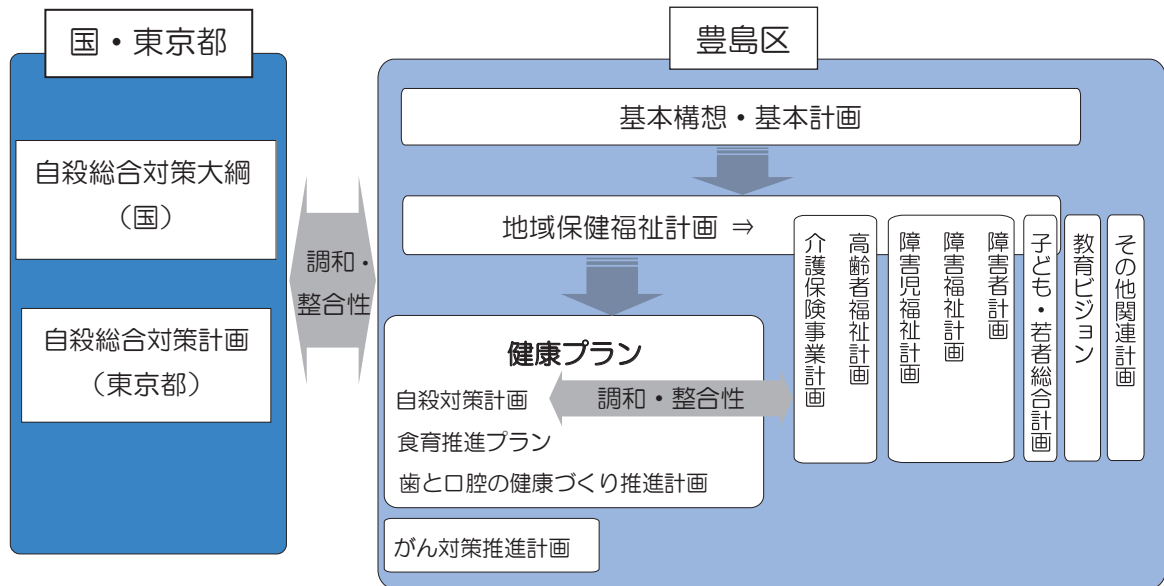 国・東京都
自殺総合対策大綱
（国）
自殺総合対策計画
（東京都）
調和・
整合性
豊島区
基本構想・基本計画
地域保健福祉計画 ⇒
健康プラン
自殺対策計画
調和・整合性
食育推進プラン
歯と口腔の健康づくり推進計画
がん対策推進計画
介護保険事業計画
高齢者福祉計画
障害児福祉計画
障害福祉計画
障害者計画
子ども・若者総合計画
教育ビジョン
その他関連計画